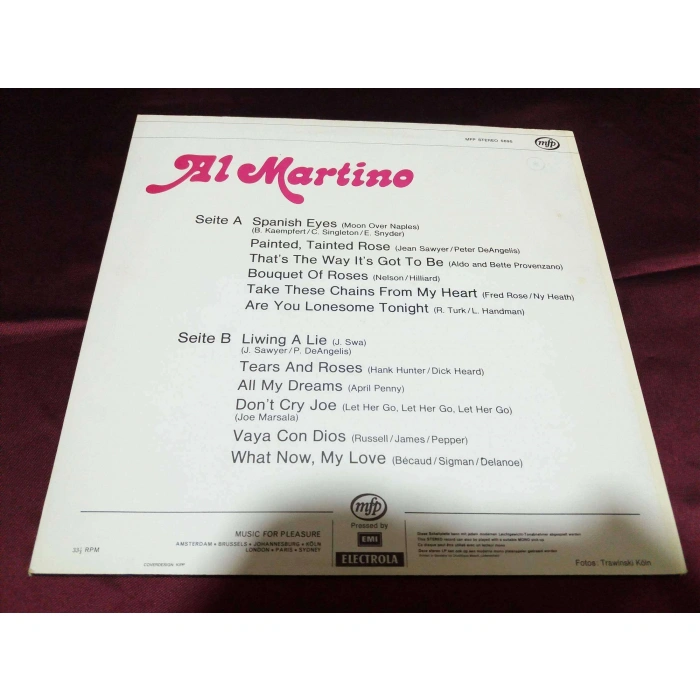 MFP STEREO 5895
mfp
Al Martino
Seite A Spanish Eyes (Moon Over Naples)
(B. Kaempfert/C. Singleton/E. Snyder)
Painted, Tainted Rose (Jean Sawyer/Peter DeAngelis)
That's The Way It's Got To Be (Aldo and Bette Provenzano)
Bouquet Of Roses (Nelson/Hilliard)
Take These Chains From My Heart (Fred Rose/Ny Heath)
Are You Lonesome Tonight (R. Turk/L. Handman)
Seite B Liwing A Lie (J. Swa)
(J. Sawyer/P. DeAngelis)
Tears And Roses (Hank Hunter/Dick Heard)
All My Dreams (April Penny)
Don't Cry Joe (Let Her Go, Let Her Go, Let Her Go)
(Joe Marsala)
Vaya Con Dios (Russell/James/Pepper)
What Now, My Love (Bécaud/Sigman/Delanoe)
mfp
Pressed by
EMI
ELECTROLA
33⅓ RPM
MUSIC FOR PLEASURE
AMSTERDAM • BRUSSELS • JOHANNESBURG • KÖLN
LONDON • PARIS • SYDNEY
Fotos: Trawinski Köln